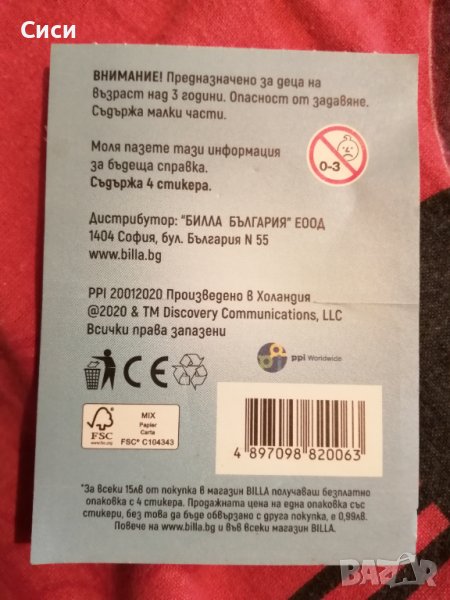 Сиси
ВНИМАНИЕ! Предназначено за деца на
възраст над 3 години. Опасност от задавяне.
Съдържа малки части.
Моля пазете тази информация
за бъдеща справка.
Съдържа 4 стикера.
0-3
Дистрибутор: "БИЛЛА БЪЛГАРИЯ" ЕООД
1404 София, бул. България N 55
www.billa.bg
PPI 20012020 Произведено в Холандия
@2020 & TM Discovery Communications, LLC
Всички права запазени
CE
ppi Worldwide
FSC
MIX
Papier
Carta
FSC® C104343
4 897098 820063
*За всеки 15лв от покупка в магазин BILLA получаваш безплатно
опаковка с 4 стикера. Продажната цена на една опаковка със
стикери, без това да бъде обвързано с друга покупка, е 0,99лв.
Повече на www.billa.bg и във всеки магазин BILLA.
BAZAR